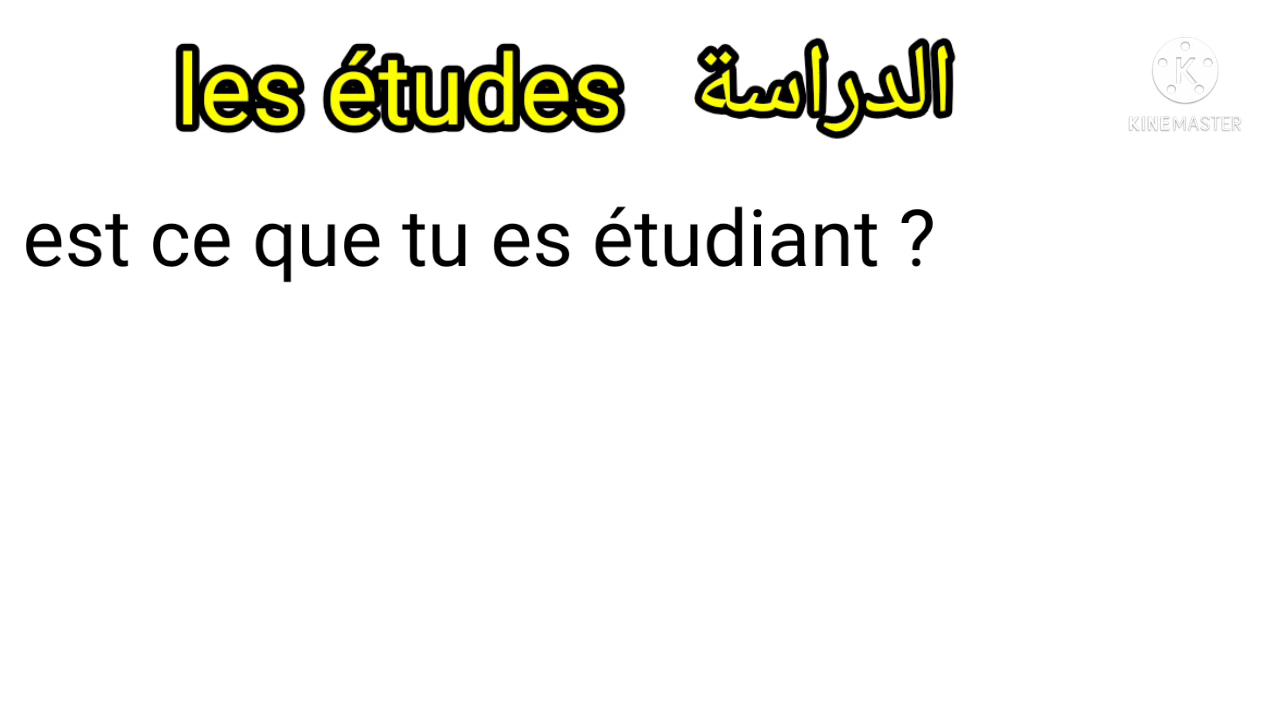 les études الدراسة
KINEMASTER
est ce que tu es étudiant ?